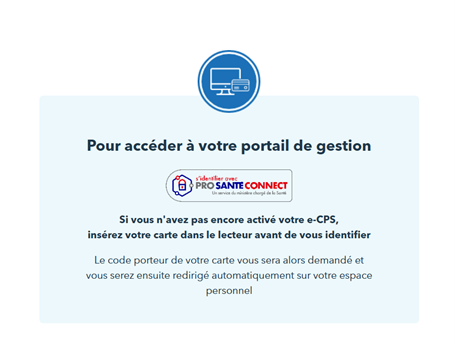 Pour accéder à votre portail de gestion
s'identifier avec
PRO SANTE CONNECT
Un service du ministère chargé de la Santé
Si vous n'avez pas encore activé votre e-CPS,
insérez votre carte dans le lecteur avant de vous identifier
Le code porteur de votre carte vous sera alors demandé et
vous serez ensuite redirigé automatiquement sur votre espace
personnel